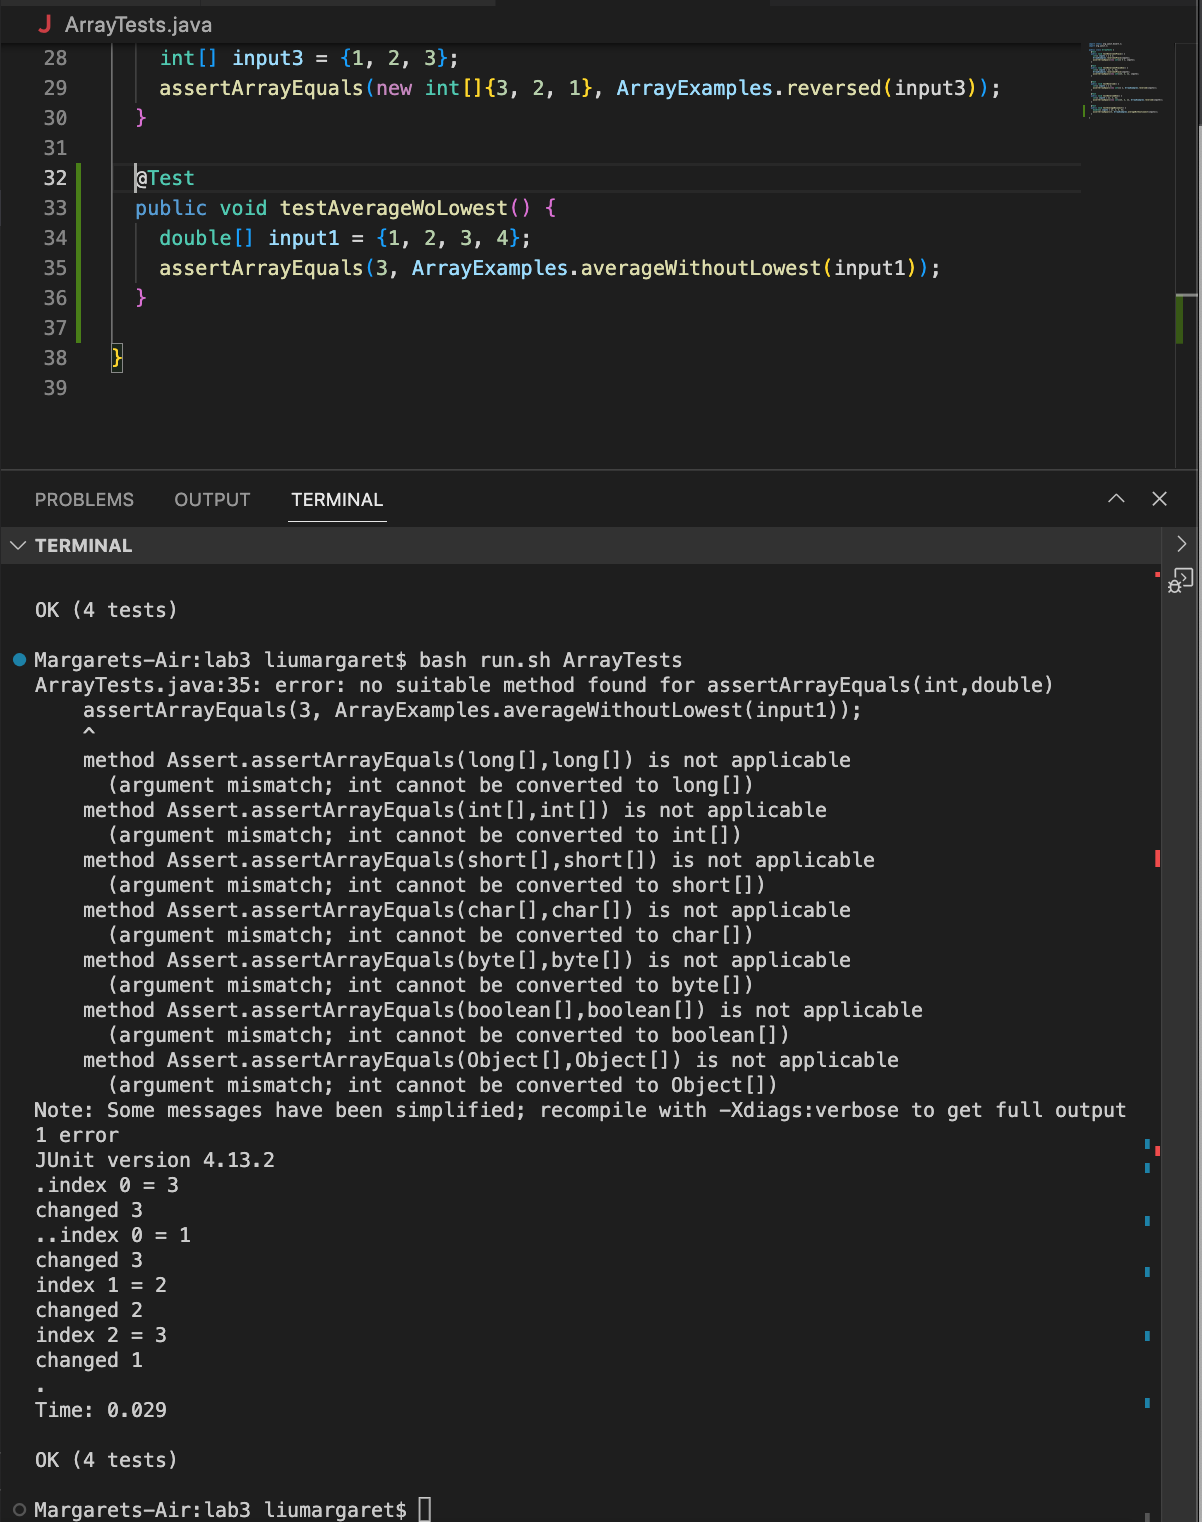 J ArrayTests.java
28 int[] input3 = {1, 2, 3};
29 assertArrayEquals(new int[]{3, 2, 1}, ArrayExamples.reversed(input3));
30 }
31
32 @Test
33 public void testAverageWoLowest() {
34 double[] input1 = {1, 2, 3, 4};
35 assertArrayEquals(3, ArrayExamples.averageWithoutLowest(input1));
36 }
37
38 }
39
PROBLEMS OUTPUT TERMINAL
TERMINAL
OK (4 tests)
Margarets-Air:lab3 liumargaret$ bash run.sh ArrayTests
ArrayTests.java:35: error: no suitable method found for assertArrayEquals(int,double)
assertArrayEquals(3, ArrayExamples.averageWithoutLowest(input1));
^
method Assert.assertArrayEquals(long[],long[]) is not applicable
(argument mismatch; int cannot be converted to long[])
method Assert.assertArrayEquals(int[],int[]) is not applicable
(argument mismatch; int cannot be converted to int[])
method Assert.assertArrayEquals(short[],short[]) is not applicable
(argument mismatch; int cannot be converted to short[])
method Assert.assertArrayEquals(char[],char[]) is not applicable
(argument mismatch; int cannot be converted to char[])
method Assert.assertArrayEquals(byte[],byte[]) is not applicable
(argument mismatch; int cannot be converted to byte[])
method Assert.assertArrayEquals(boolean[],boolean[]) is not applicable
(argument mismatch; int cannot be converted to boolean[])
method Assert.assertArrayEquals(Object[],Object[]) is not applicable
(argument mismatch; int cannot be converted to Object[])
Note: Some messages have been simplified; recompile with -Xdiags:verbose to get full output
1 error
JUnit version 4.13.2
.index 0 = 3
changed 3
..index 0 = 1
changed 3
index 1 = 2
changed 2
index 2 = 3
changed 1
.
Time: 0.029
OK (4 tests)
Margarets-Air:lab3 liumargaret$